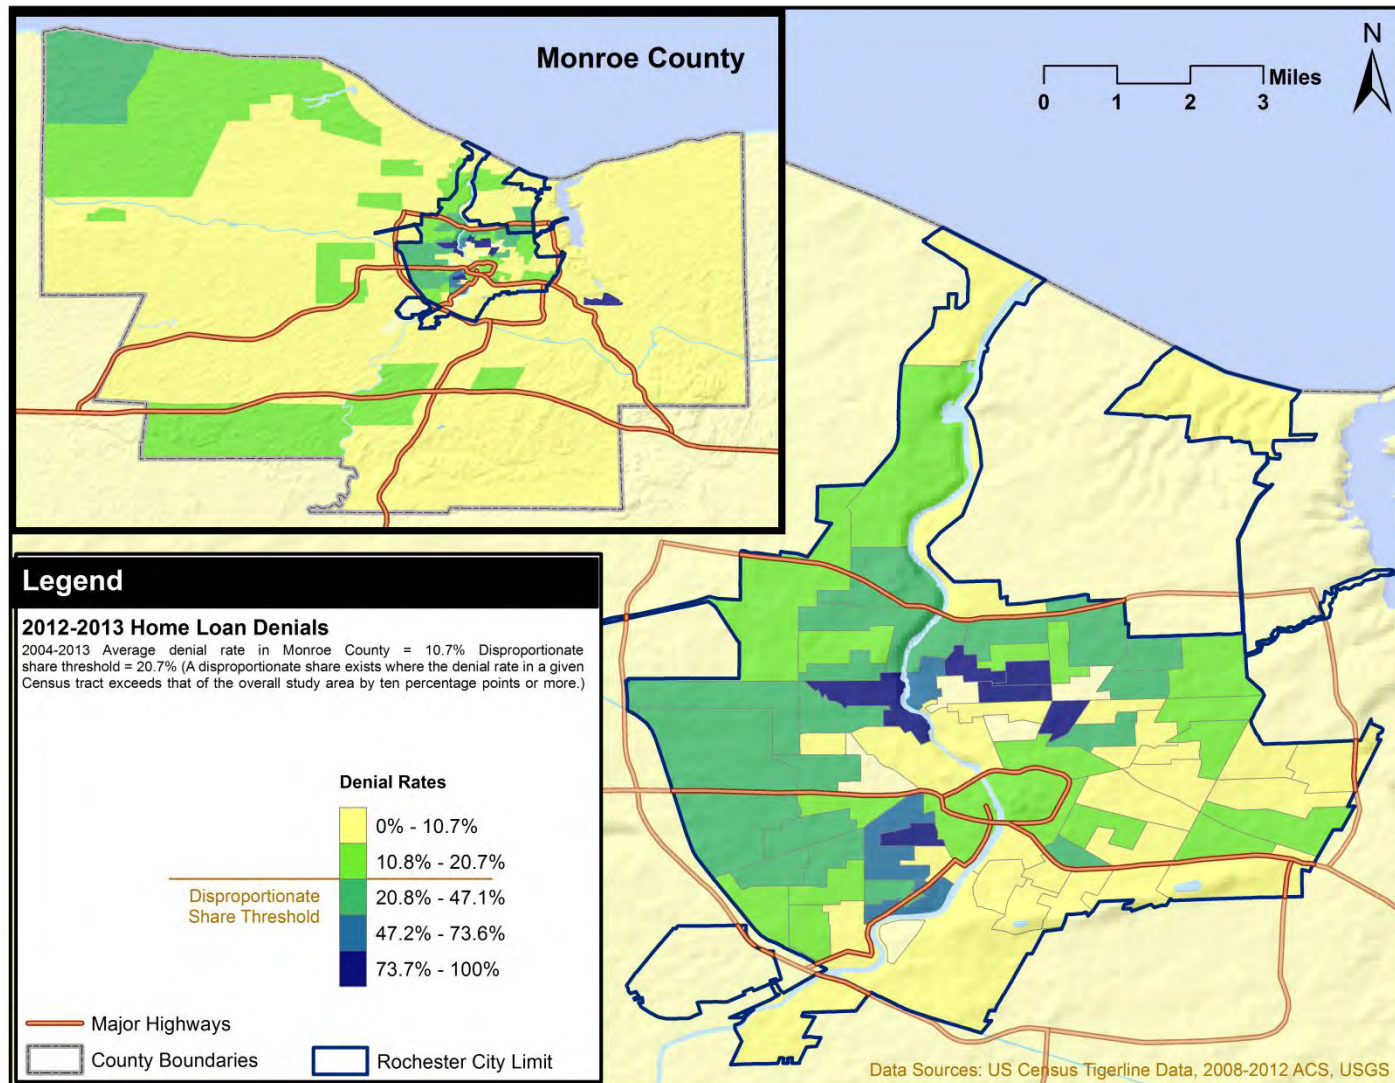 Monroe County
N
Miles
0 1 2 3
Legend
2012-2013 Home Loan Denials
2004-2013 Average denial rate in Monroe County = 10.7% Disproportionate
share threshold = 20.7% (A disproportionate share exists where the denial rate in a given
Census tract exceeds that of the overall study area by ten percentage points or more.)
Denial Rates
0% - 10.7%
10.8% - 20.7%
Disproportionate
Share Threshold
20.8% - 47.1%
47.2% - 73.6%
73.7% - 100%
Major Highways
County Boundaries
Rochester City Limit
Data Sources: US Census Tigerline Data, 2008-2012 ACS, USGS